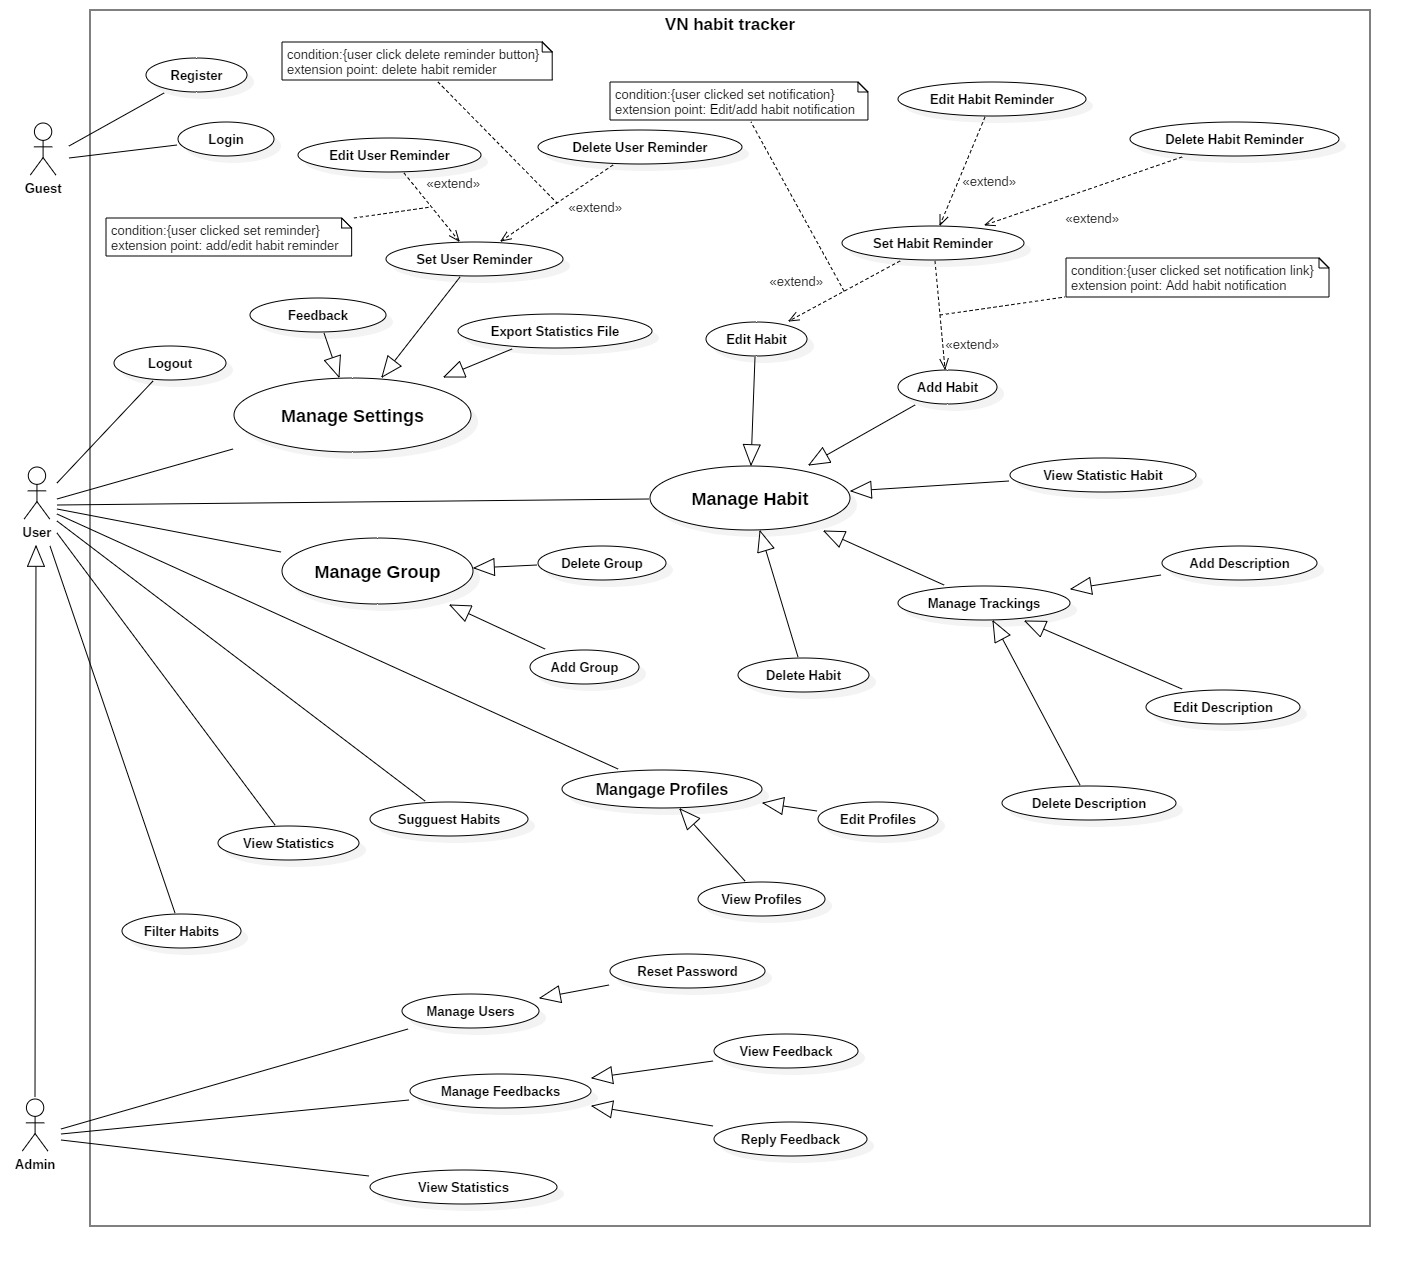 VN habit tracker
condition:{user click delete reminder button}
extension point: delete habit remider
Register
condition:{user clicked set notification}
extension point: Edit/add habit notification
Edit Habit Reminder
Login
Delete Habit Reminder
Delete User Reminder
Edit User Reminder
Guest
«extend»
«extend»
«extend»
«extend»
condition:{user clicked set reminder}
extension point: add/edit habit reminder
Set Habit Reminder
Set User Reminder
condition:{user clicked set notification link}
extension point: Add habit notification
«extend»
Feedback
Export Statistics File
Edit Habit
«extend»
Logout
Add Habit
Manage Settings
View Statistic Habit
Manage Habit
User
Delete Group
Add Description
Manage Group
Manage Trackings
Add Group
Delete Habit
Edit Description
Mangage Profiles
Delete Description
Sugguest Habits
Edit Profiles
View Statistics
View Profiles
Filter Habits
Reset Password
Manage Users
View Feedback
Manage Feedbacks
Reply Feedback
Admin
View Statistics